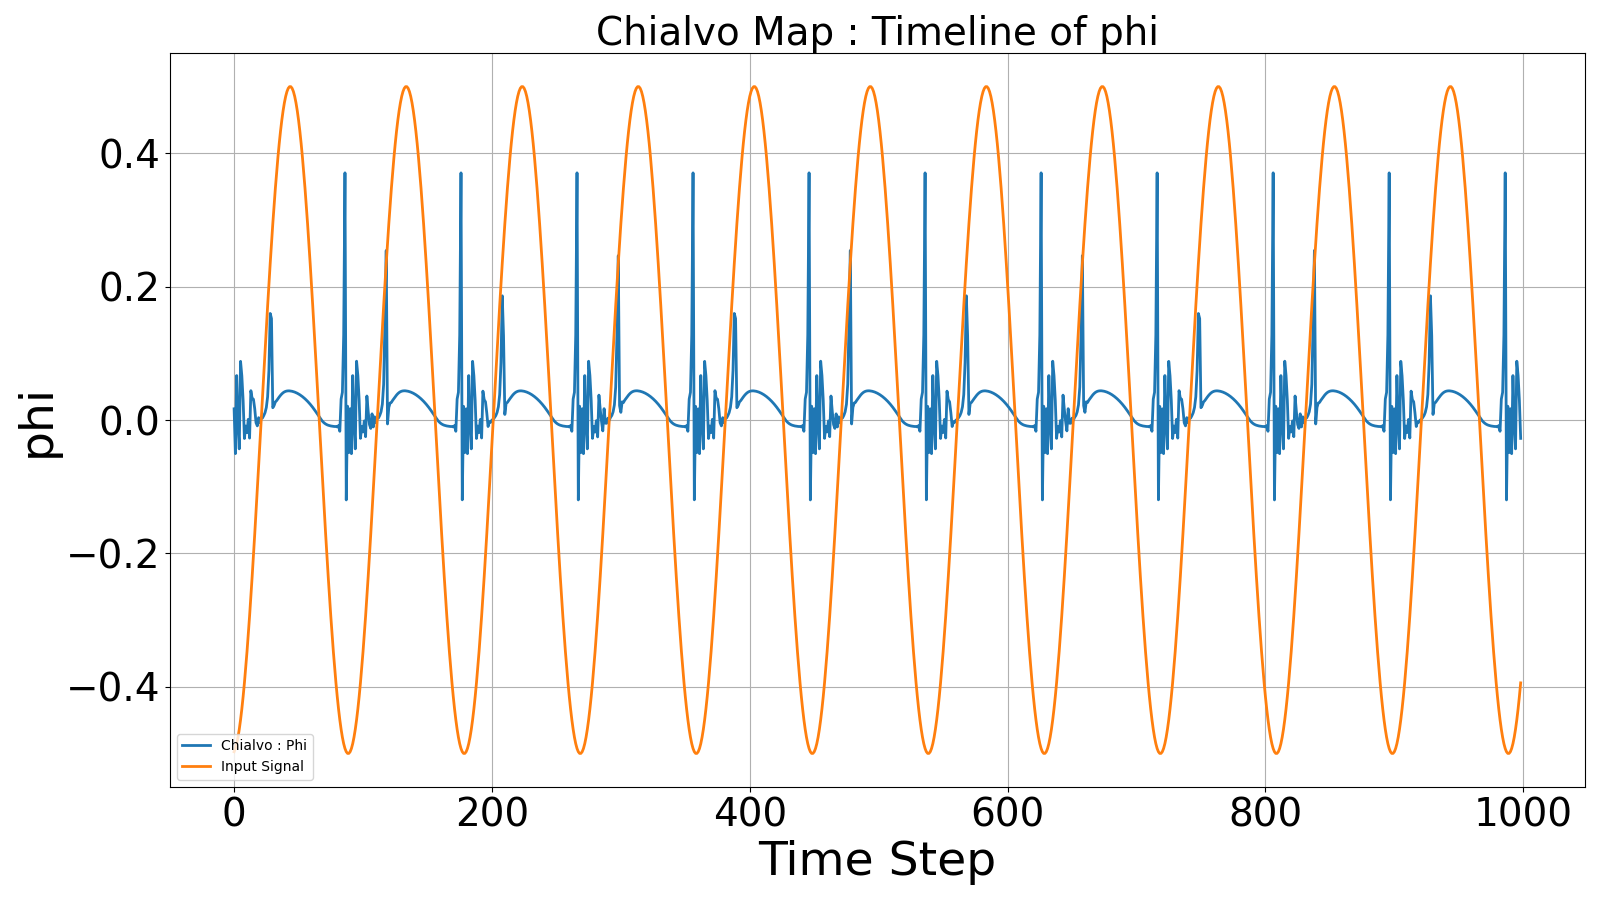 Chialvo Map : Timeline of phi
phi
0.4
0.2
0.0
−0.2
−0.4
Chialvo : Phi
Input Signal
0 200 400 600 800 1000
Time Step